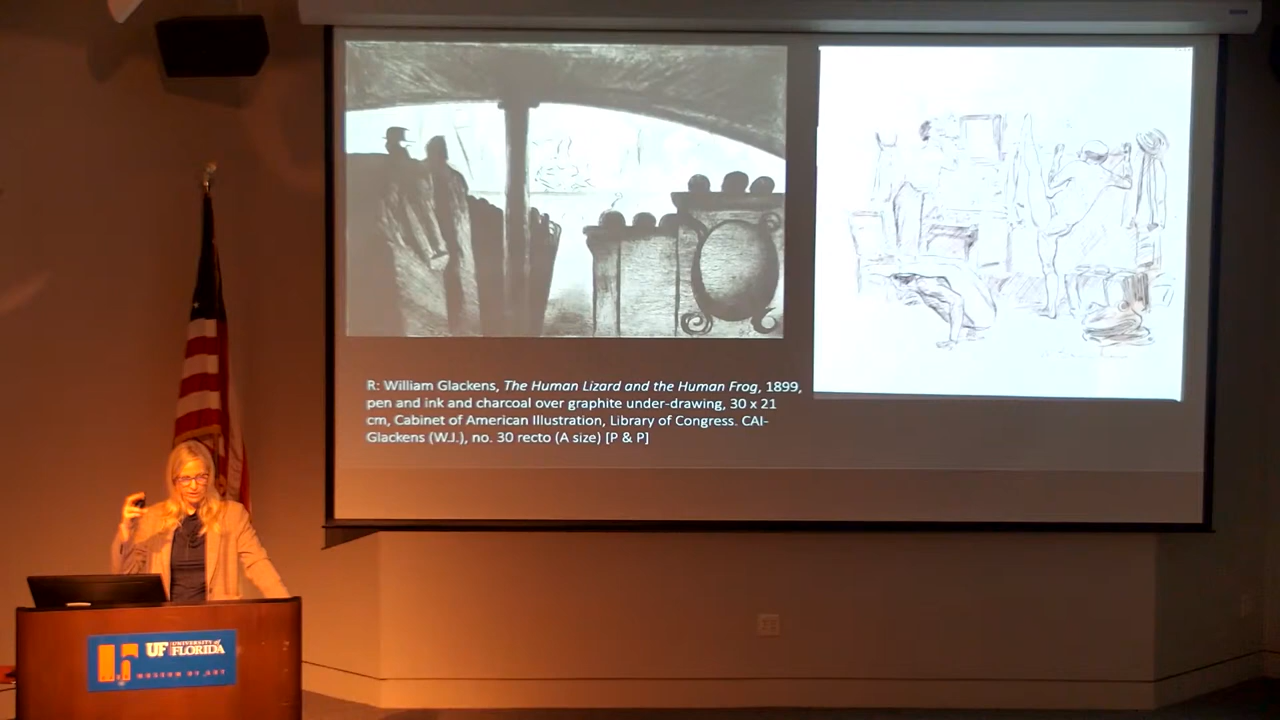 R: William Glackens, The Human Lizard and the Human Frog, 1899,
pen and ink and charcoal over graphite under-drawing, 30 x 21
cm, Cabinet of American Illustration, Library of Congress. CAI-
Glackens (W.J.), no. 30 recto (A size) [P & P]
UF UNIVERSITY of
FLORIDA
MUSEUM OF ART